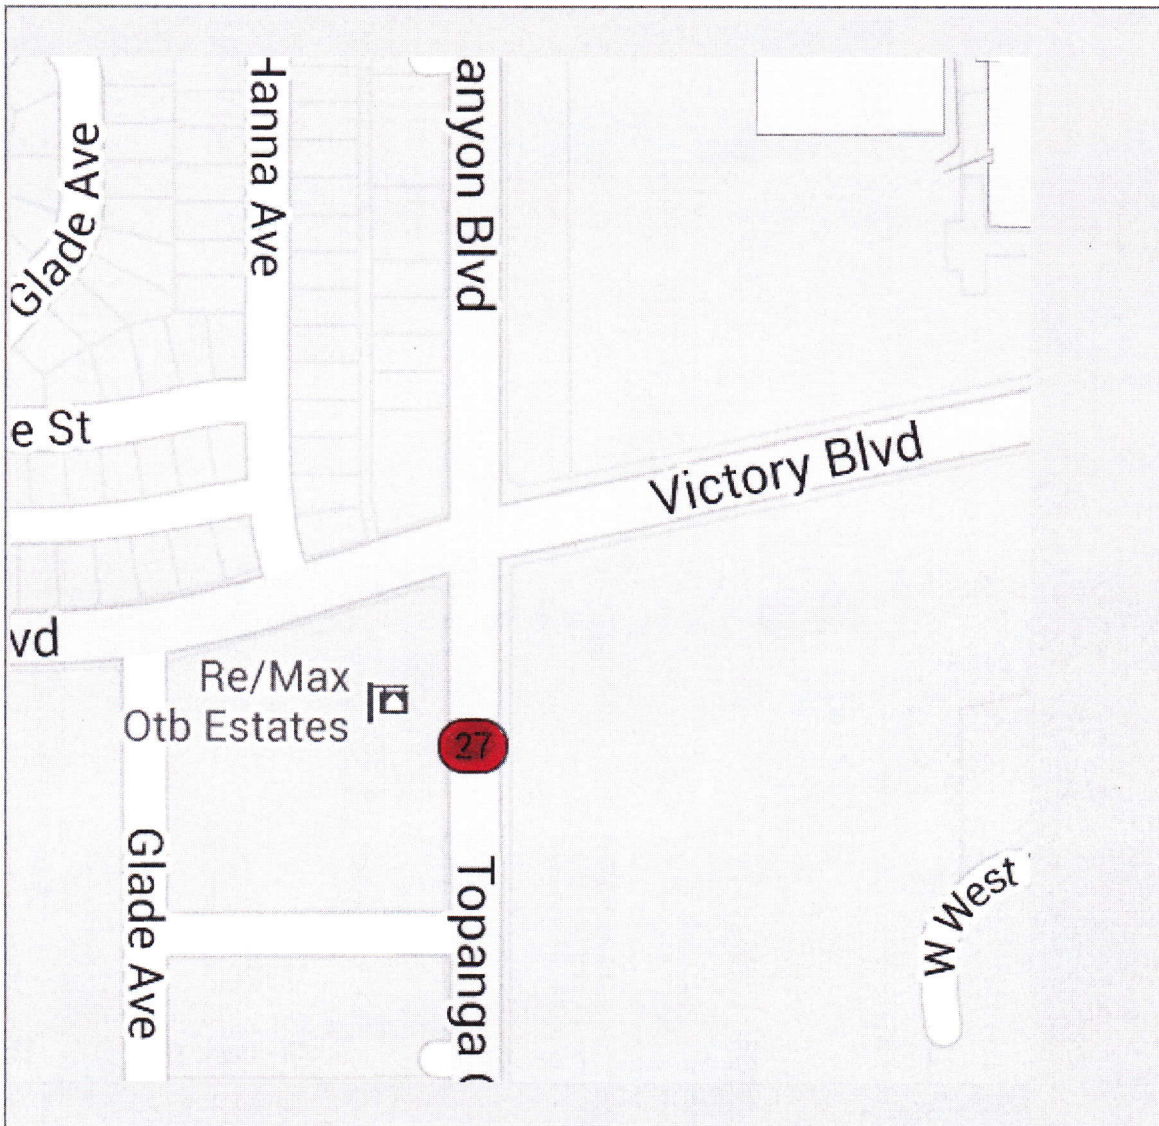 Hanna Ave
anyon Blvd
Glade Ave
e St
Victory Blvd
vd
Re/Max
Otb Estates
27
Glade Ave
Topanga (
W West